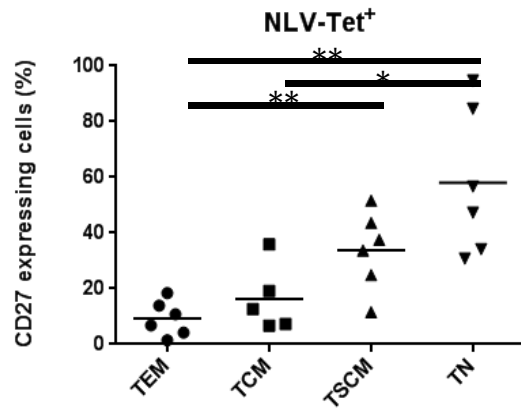 NLV-Tet+
**
*
**
CD27 expressing cells (%)
100
80
60
40
20
0
TEM
TCM
TSCM
TN